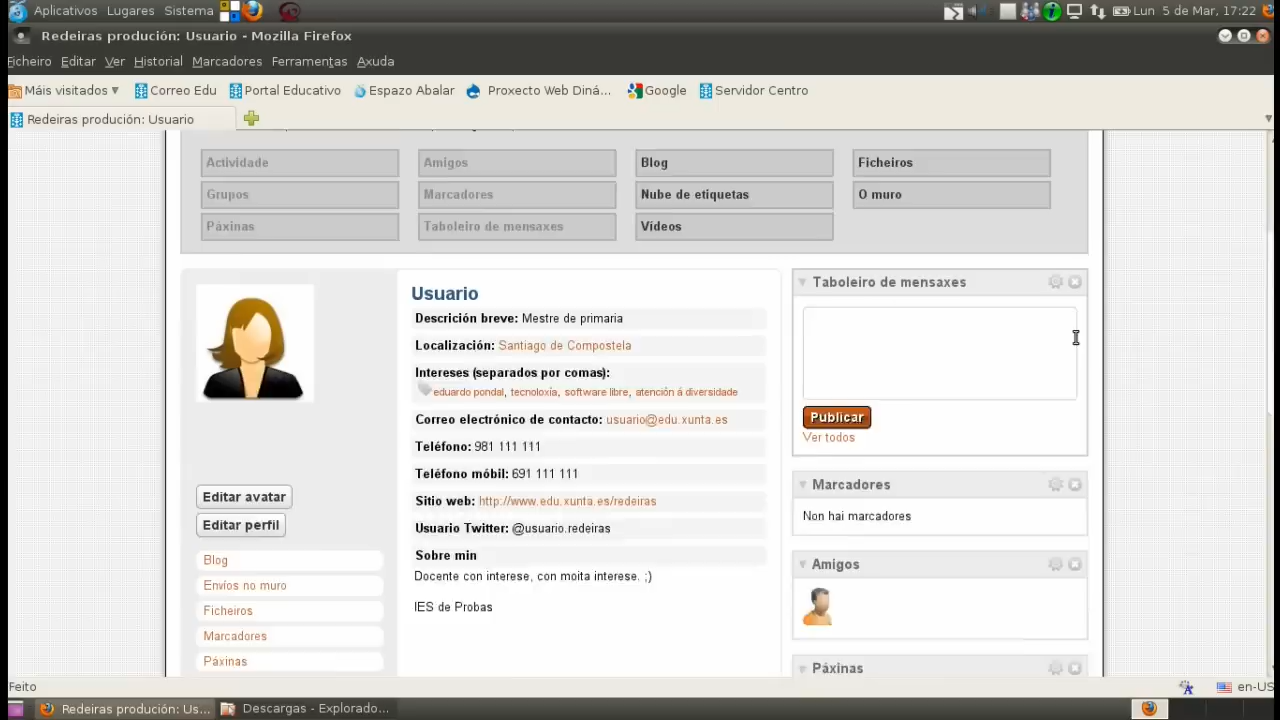 Aplicativos Lugares Sistema
Lun 5 de Mar, 17:22
Redeiras produción: Usuario - Mozilla Firefox
Ficheiro Editar Ver Historial Marcadores Ferramentas Axuda
Máis visitados Correo Edu Portal Educativo Espazo Abalar Proxecto Web Diná... Google Servidor Centro
Redeiras produción: Usuario
Actividade Amigos Blog Ficheiros
Grupos Marcadores Nube de etiquetas O muro
Páxinas Taboleiro de mensaxes Vídeos
Usuario
Descrición breve: Mestre de primaria
Localización: Santiago de Compostela
Intereses (separados por comas):
eduardo pondal, tecnoloxía, software libre, atención á diversidade
Correo electrónico de contacto: usuario@edu.xunta.es
Teléfono: 981 111 111
Teléfono móbil: 691 111 111
Sitio web: http://www.edu.xunta.es/redeiras
Usuario Twitter: @usuario.redeiras
Sobre min
Docente con interese, con moita interese. ;)
IES de Probas
Editar avatar
Editar perfil
Blog
Envíos no muro
Ficheiros
Marcadores
Páxinas
Taboleiro de mensaxes
Publicar
Ver todos
Marcadores
Non hai marcadores
Amigos
Páxinas
Feito
en-US
Redeiras produción: Us... Descargas - Explorado...